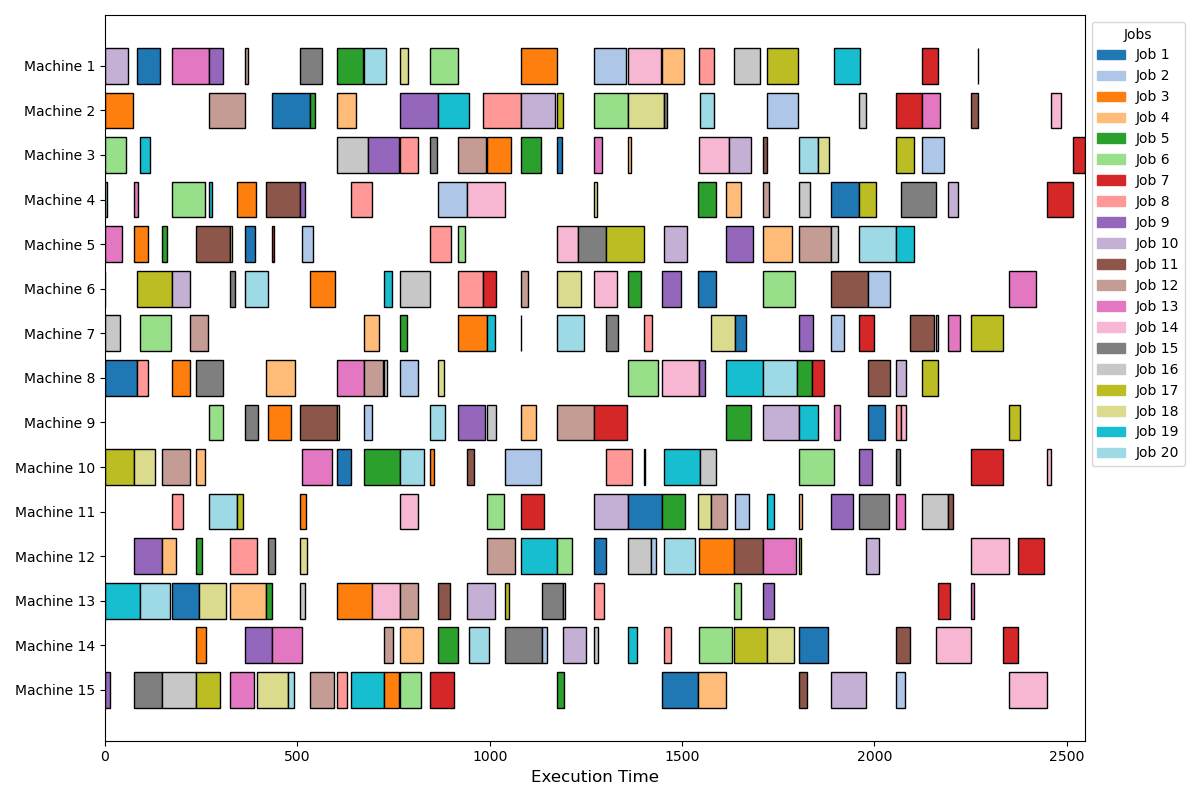 Machine 1
Machine 2
Machine 3
Machine 4
Machine 5
Machine 6
Machine 7
Machine 8
Machine 9
Machine 10
Machine 11
Machine 12
Machine 13
Machine 14
Machine 15
0 500 1000 1500 2000 2500
Execution Time
Jobs
Job 1
Job 2
Job 3
Job 4
Job 5
Job 6
Job 7
Job 8
Job 9
Job 10
Job 11
Job 12
Job 13
Job 14
Job 15
Job 16
Job 17
Job 18
Job 19
Job 20